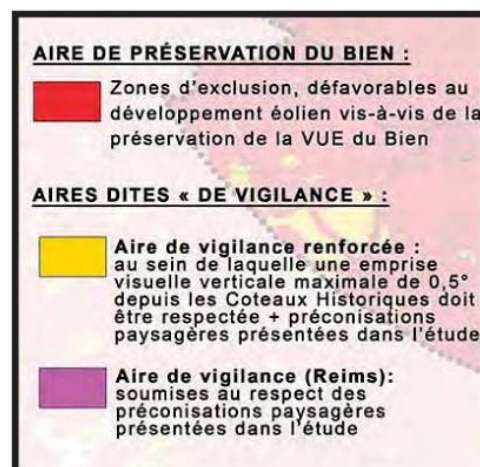 AIRE DE PRÉSERVATION DU BIEN :
Zones d'exclusion, défavorables au
développement éolien vis-à-vis de la
préservation de la VUE du Bien
AIRES DITES « DE VIGILANCE » :
Aire de vigilance renforcée :
au sein de laquelle une emprise
visuelle verticale maximale de 0,5°
depuis les Coteaux Historiques doit
être respectée + préconisations
paysagères présentées dans l'étude
Aire de vigilance (Reims):
soumises au respect des
préconisations paysagères
présentées dans l'étude